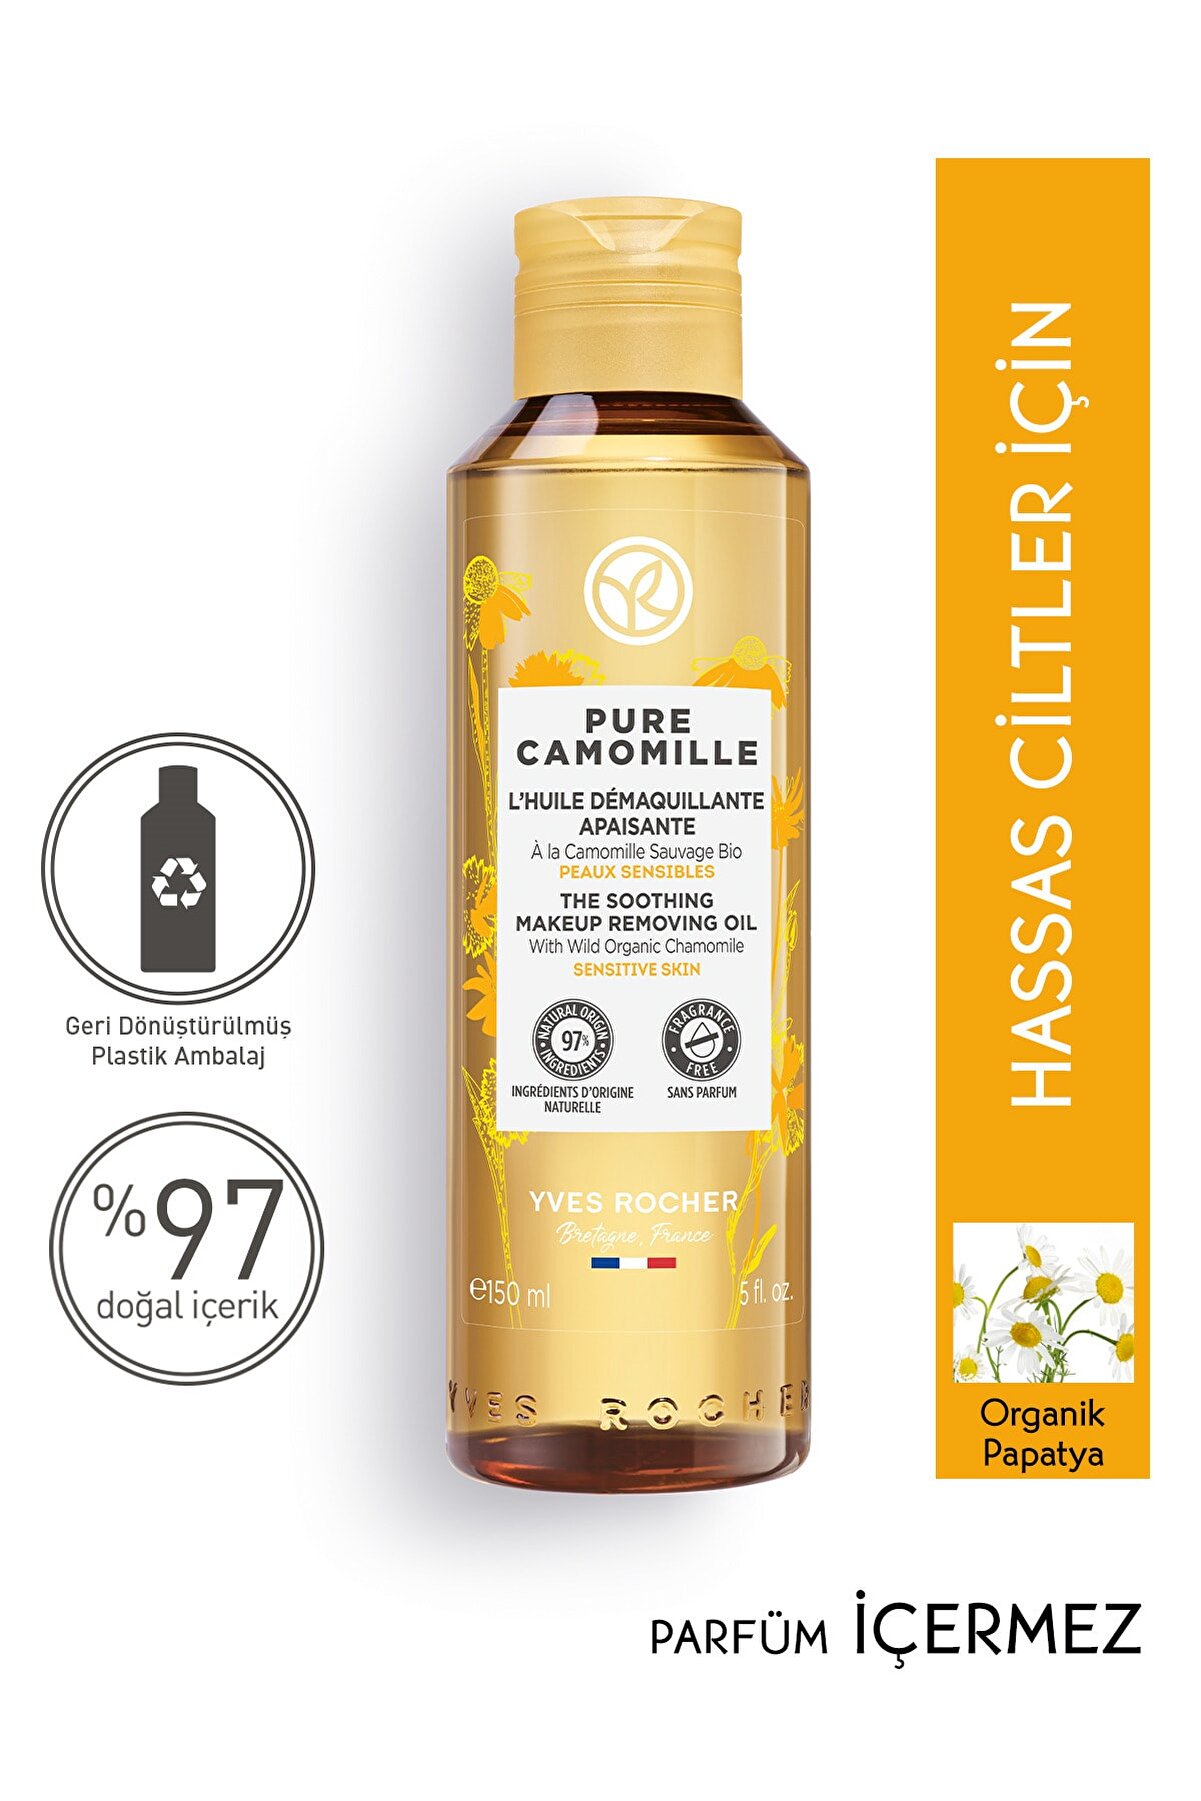 HASSAS CİLTLER İÇİN
PURE
CAMOMILLE
L'HUILE DÉMAQUILLANTE
APAISANTE
À la Camomille Sauvage Bio
PEAUX SENSIBLES
THE SOOTHING
MAKEUP REMOVING OIL
With Wild Organic Chamomile
SENSITIVE SKIN
NATURAL ORIGIN
97%
INGREDIENTS
INGRÉDIENTS D'ORIGINE
NATURELLE
FRAGRANCE
FREE
SANS PARFUM
YVES ROCHER
Bretagne, France
℮150 ml
5 fl. oz.
YVES ROCHER
Geri Dönüştürülmüş
Plastik Ambalaj
%97
doğal içerik
Organik
Papatya
PARFÜM İÇERMEZ